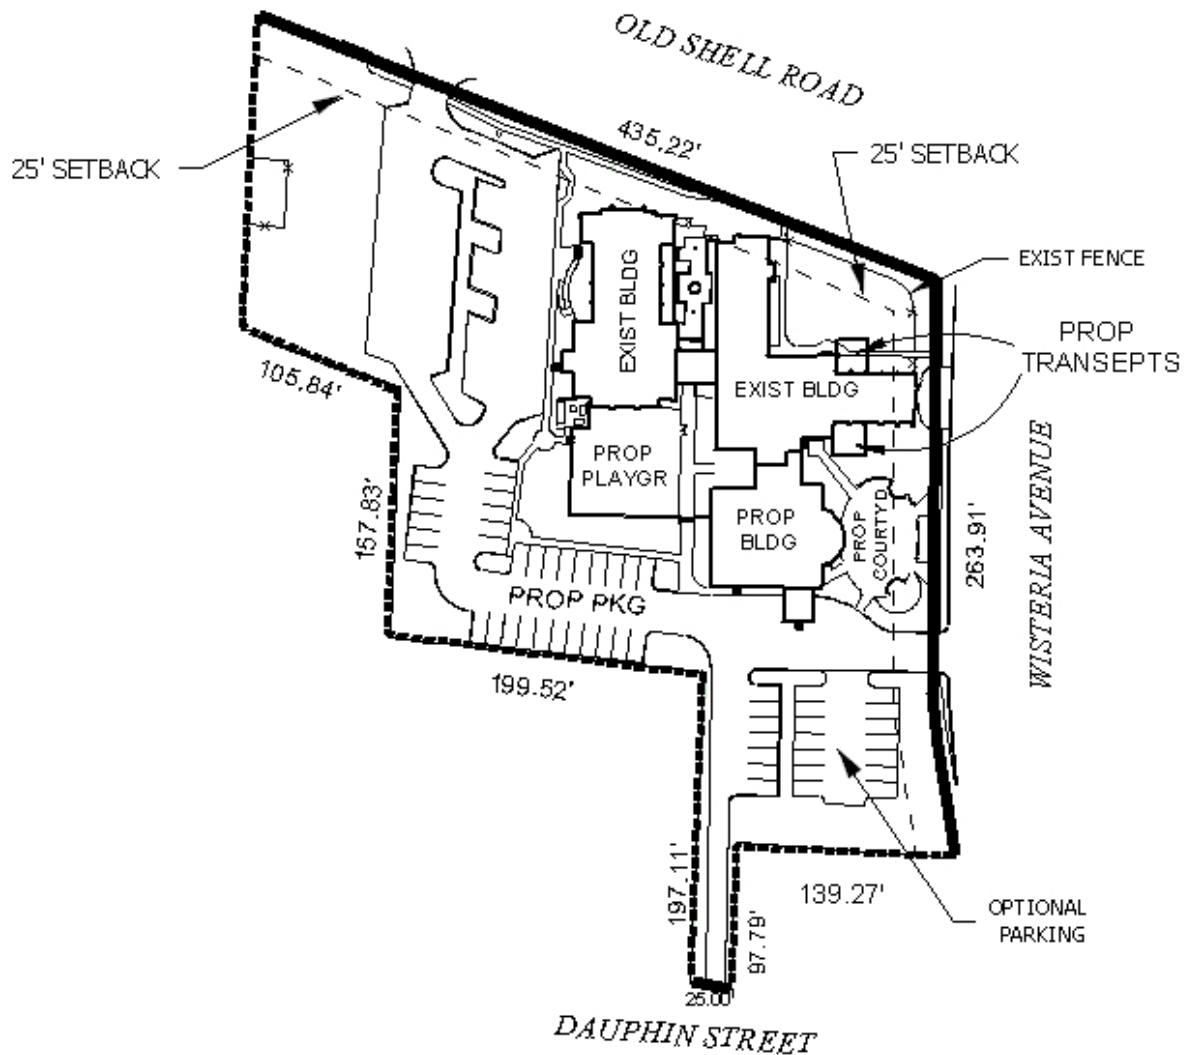 OLD SHELL ROAD
435.22'
25' SETBACK
25' SETBACK
EXIST FENCE
EXIST BLDG
PROP
TRANSEPTS
105.84'
EXIST BLDG
PROP
PLAYGR
PROP
BLDG
PROP
COURTYD
WISTERIA AVENUE
263.91'
157.83'
PROP PKG
199.52'
197.11'
97.79'
139.27'
OPTIONAL
PARKING
25.00'
DAUPHIN STREET